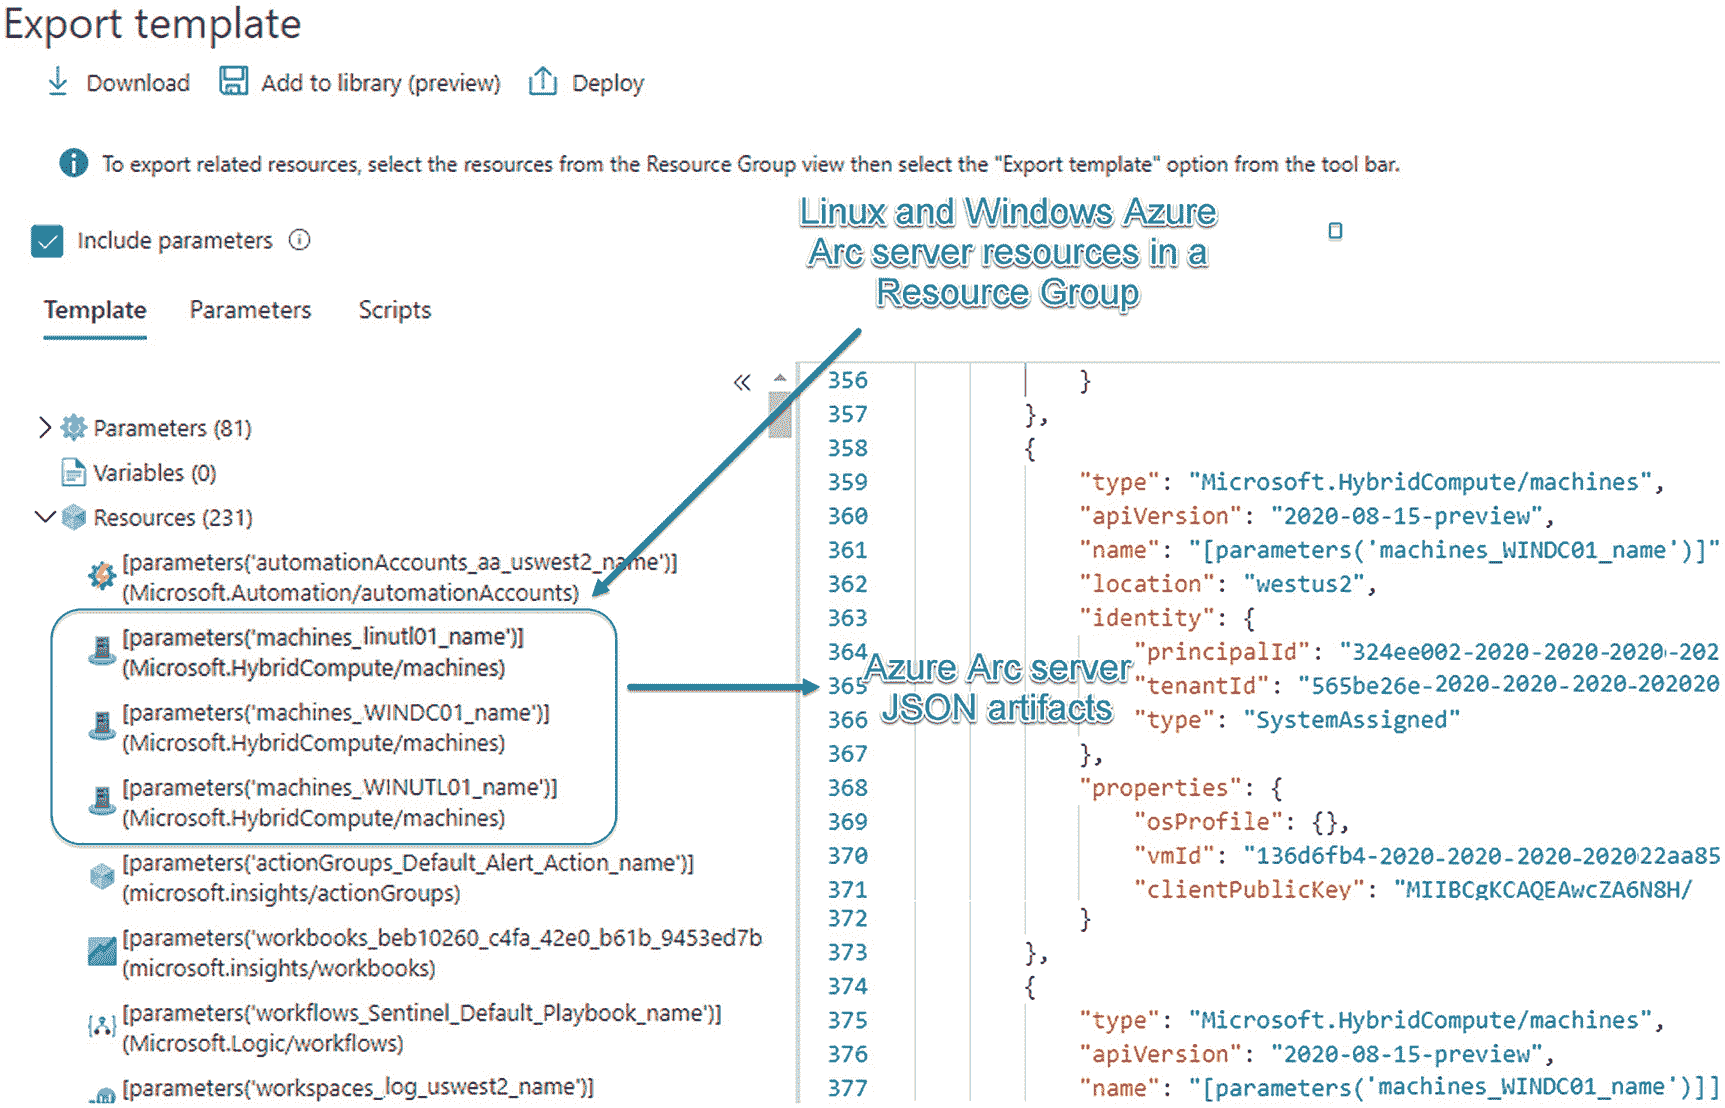 Export template
Download
Add to library (preview)
Deploy
To export related resources, select the resources from the Resource Group view then select the "Export template" option from the tool bar.
Linux and Windows Azure
Arc server resources in a
Resource Group
Include parameters
Template
Parameters
Scripts
Parameters (81)
Variables (0)
Resources (231)
[parameters('automationAccounts_aa_uswest2_name')]
(Microsoft.Automation/automationAccounts)
[parameters('machines_linutl01_name')]
(Microsoft.HybridCompute/machines)
[parameters('machines_WINDC01_name')]
(Microsoft.HybridCompute/machines)
[parameters('machines_WINUTL01_name')]
(Microsoft.HybridCompute/machines)
[parameters('actionGroups_Default_Alert_Action_name')]
(microsoft.insights/actionGroups)
[parameters('workbooks_beb10260_c4fa_42e0_b61b_9453ed7b
(microsoft.insights/workbooks)
[parameters('workflows_Sentinel_Default_Playbook_name')]
(Microsoft.Logic/workflows)
[parameters('workspaces_log_uswest2_name')]
Azure Arc server
JSON artifacts
356 }
357 },
358 {
359 "type": "Microsoft.HybridCompute/machines",
360 "apiVersion": "2020-08-15-preview",
361 "name": "[parameters('machines_WINDC01_name')]"
362 "location": "westus2",
363 "identity": {
364 "principalId": "324ee002-2020-2020-2020-202
365 "tenantId": "565be26e-2020-2020-2020-202020
366 "type": "SystemAssigned"
367 },
368 "properties": {
369 "osProfile": {},
370 "vmId": "136d6fb4-2020-2020-2020-202022aa85
371 "clientPublicKey": "MIIBCgKCAQEAwcZA6N8H/
372 }
373 },
374 {
375 "type": "Microsoft.HybridCompute/machines",
376 "apiVersion": "2020-08-15-preview",
377 "name": "[parameters('machines_WINDC01_name')]]